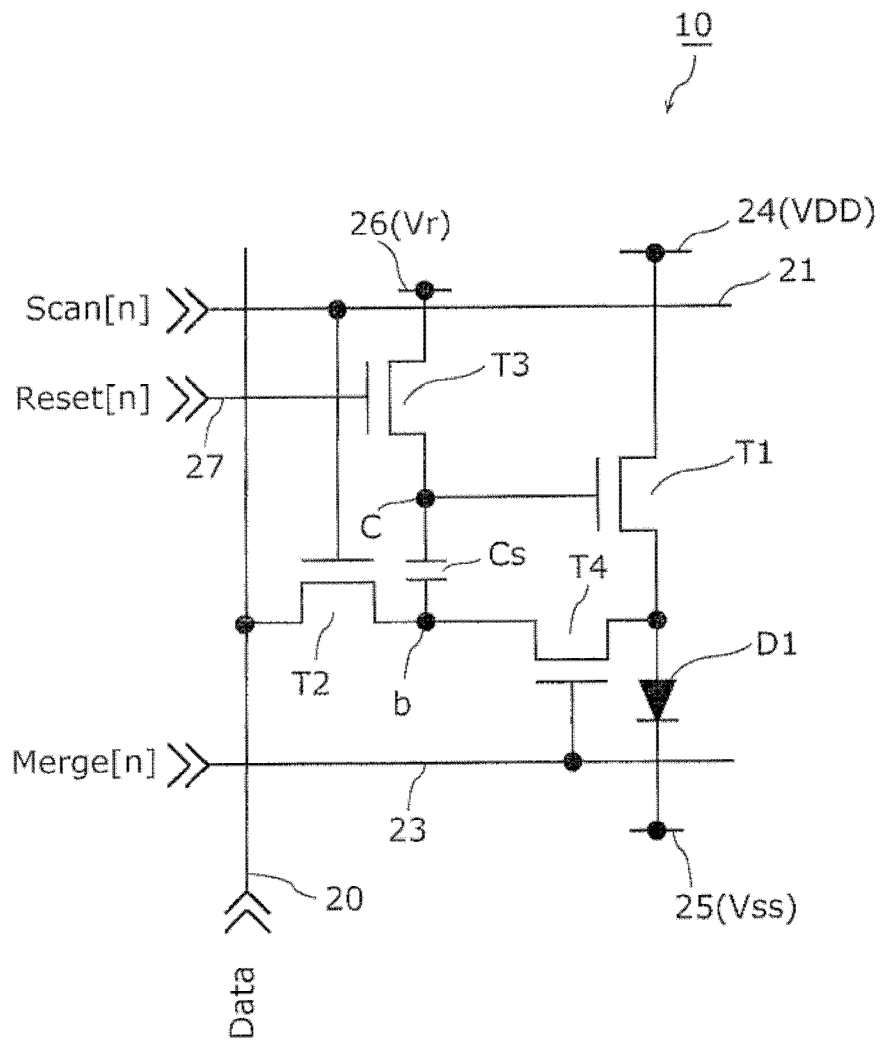 10
26(Vr)
24(VDD)
21
Scan[n]
T3
Reset[n]
27
T1
C
Cs
T4
D1
T2
b
Merge[n]
23
20
25(Vss)
Data